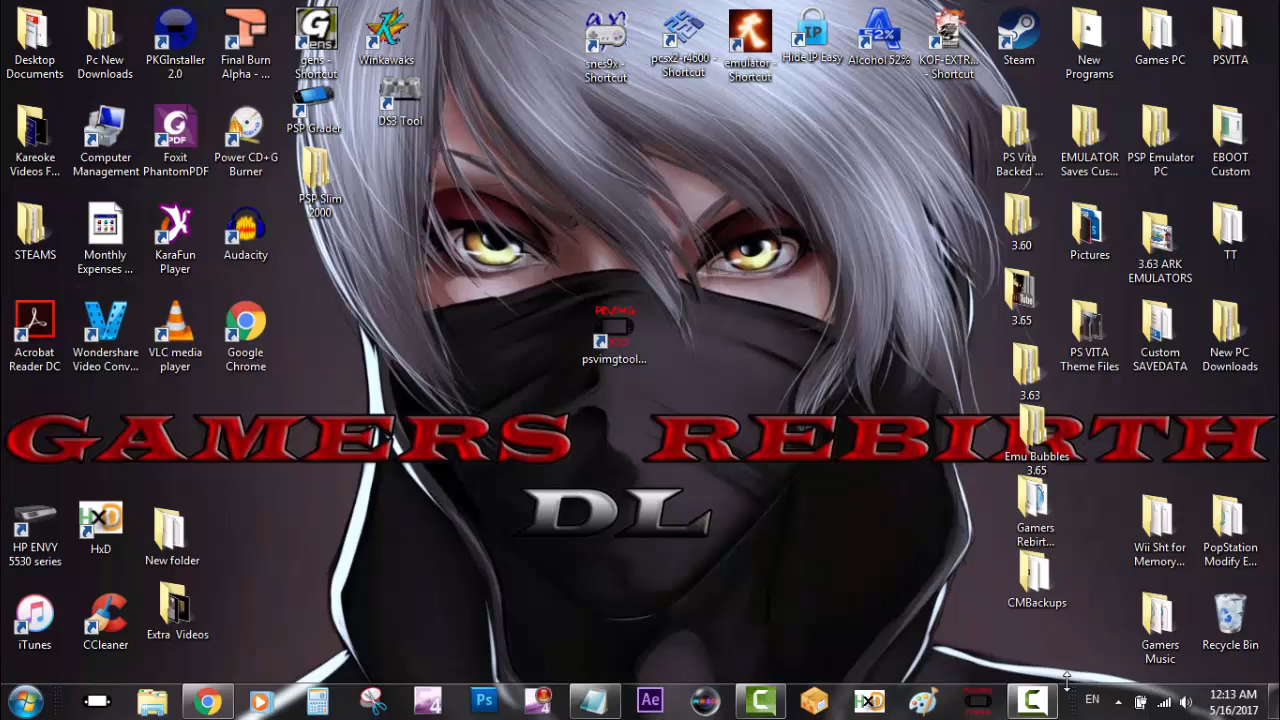 Desktop
Documents
Pc New
Downloads
PKGInstaller
2.0
Final Burn
Alpha - ...
gens -
Shortcut
Winkawaks
snes9x -
Shortcut
pcsx2-r4600 -
Shortcut
emulator -
Shortcut
Hide IP Easy
Alcohol 52%
KOF-EXTR...
- Shortcut
Steam
New
Programs
Games PC
PSVITA
PSP Grader
DS3 Tool
Kareoke
Videos F...
Computer
Management
Foxit
PhantomPDF
Power CD+G
Burner
PSP Slim
2000
PS Vita
Backed ...
EMULATOR
Saves Cus...
PSP Emulator
PC
EBOOT
Custom
STEAMS
Monthly
Expenses ...
KaraFun
Player
Audacity
3.60
Pictures
3.63 ARK
EMULATORS
TT
Acrobat
Reader DC
Wondershare
Video Conv...
VLC media
player
Google
Chrome
psvimgtool...
3.65
PS VITA
Theme Files
Custom
SAVEDATA
New PC
Downloads
3.63
GAMERS REBIRTH
DL
Emu Bubbles
3.65
HP ENVY
5530 series
HxD
New folder
Gamers
Rebirt...
Wii Sht for
Memory...
PopStation
Modify E...
iTunes
CCleaner
Extra Videos
CMBackups
Gamers
Music
Recycle Bin
EN
12:13 AM
5/16/2017